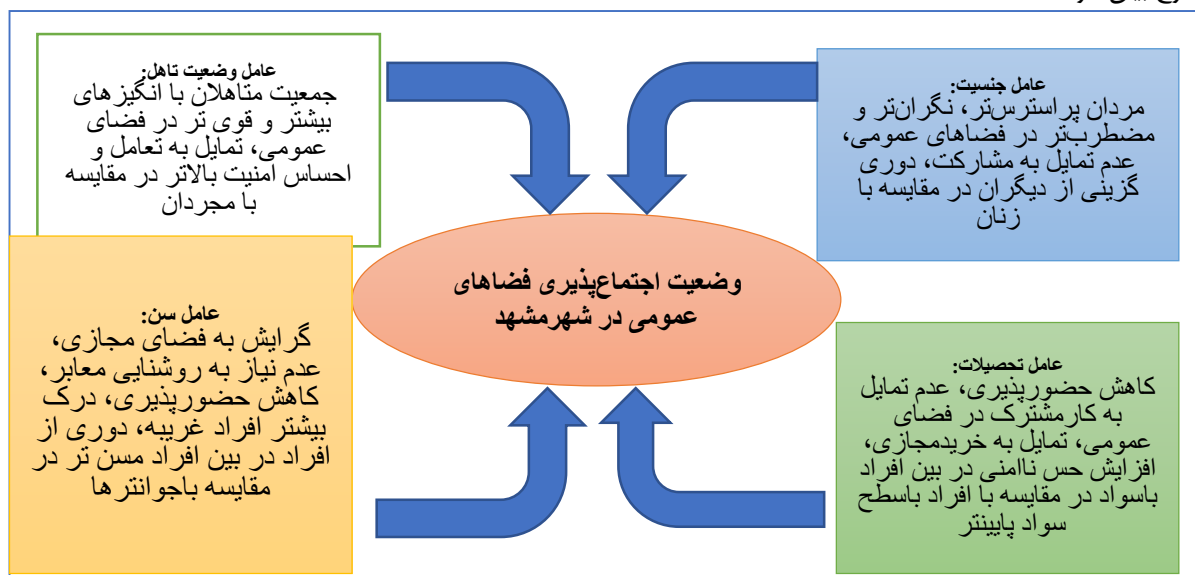 عامل جنسیت:
مردان پراسترس‌تر، نگران‌تر و
مضطرب‌تر در فضاهای عمومی،
عدم تمایل به مشارکت، دوری
گزینی از دیگران در مقایسه با
زنان
عامل وضعیت تاهل:
جمعیت متاهلان با انگیزهای
بیشتر و قوی تر در فضای
عمومی، تمایل به تعامل و
احساس امنیت بالاتر در مقایسه
با مجردان
وضعیت اجتماع‌پذیری فضاهای
عمومی در شهرمشهد
عامل تحصیلات:
کاهش حضورپذیری، عدم تمایل
به کارمشترک در فضای
عمومی، تمایل به خریدمجازی،
افزایش حس ناامنی در بین افراد
باسواد در مقایسه با افراد باسطح
سواد پایینتر
عامل سن:
گرایش به فضای مجازی،
عدم نیاز به روشنایی معابر،
کاهش حضورپذیری، درک
بیشتر افراد غریبه، دوری از
افراد در بین افراد مسن تر در
مقایسه باجوانترها